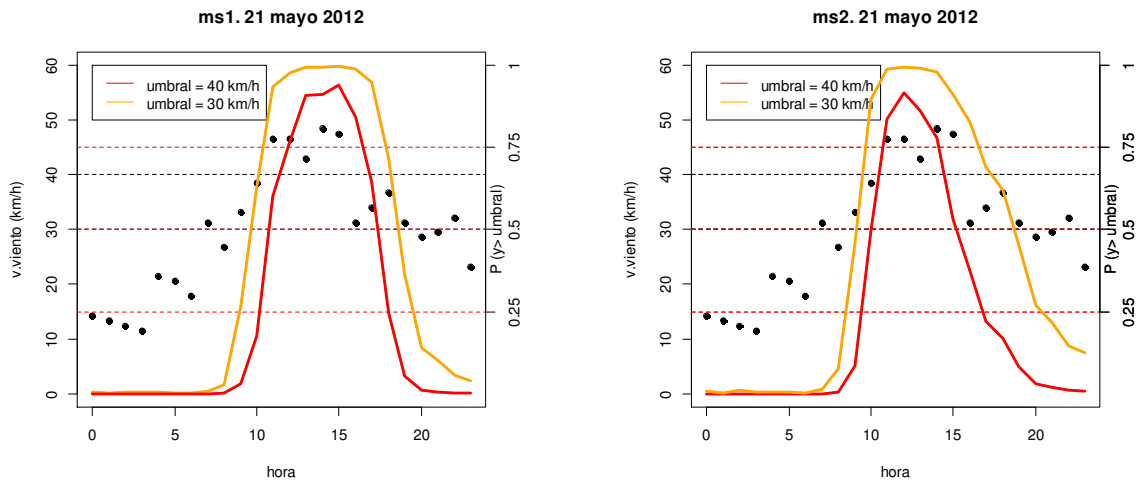 ms1. 21 mayo 2012
umbral = 40 km/h
umbral = 30 km/h
v.viento (km/h)
60
50
40
30
20
10
0
1
0.75
0.5
0.25
P (y> umbral)
0 5 10 15 20
hora
ms2. 21 mayo 2012
umbral = 40 km/h
umbral = 30 km/h
v.viento (km/h)
60
50
40
30
20
10
0
1
0.75
0.5
0.25
P (y> umbral)
0 5 10 15 20
hora